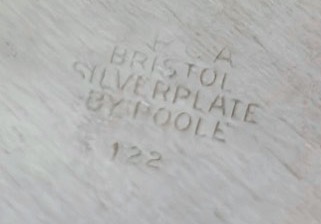 A
BRISTOL
SILVERPLATE
BY POOLE
122